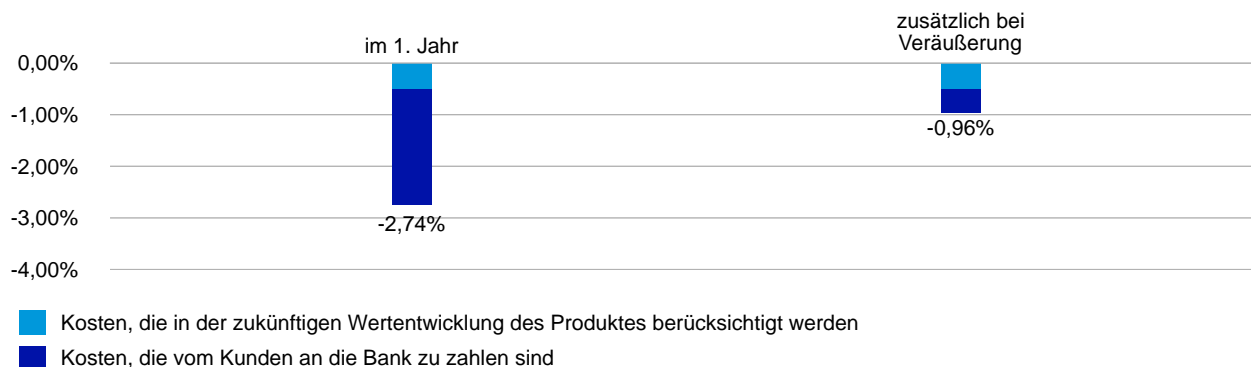 zusätzlich bei
Veräußerung
im 1. Jahr
0,00%
-1,00%
-0,96%
-2,00%
-3,00%
-2,74%
-4,00%
Kosten, die in der zukünftigen Wertentwicklung des Produktes berücksichtigt werden
Kosten, die vom Kunden an die Bank zu zahlen sind